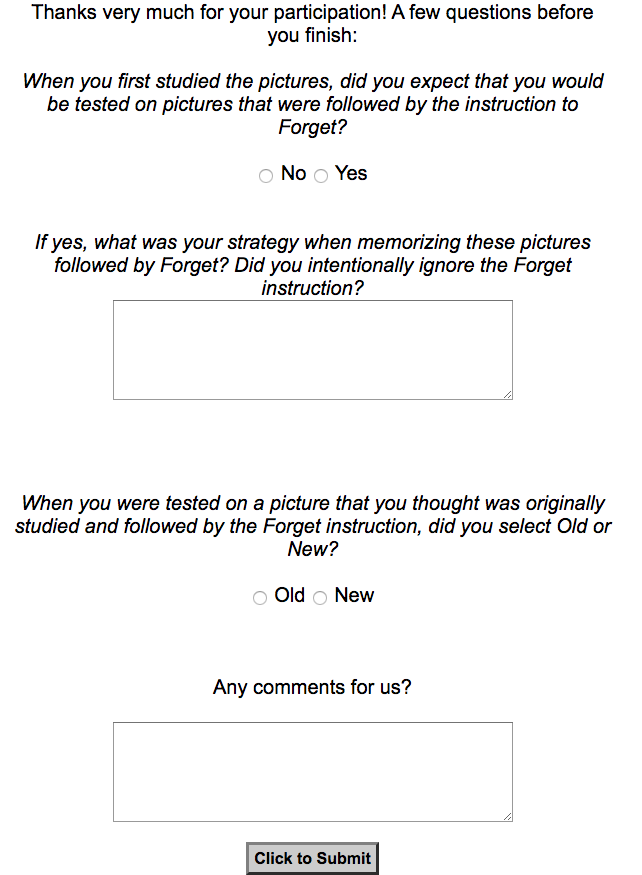 Thanks very much for your participation! A few questions before
you finish:
When you first studied the pictures, did you expect that you would
be tested on pictures that were followed by the instruction to
Forget?
No Yes
If yes, what was your strategy when memorizing these pictures
followed by Forget? Did you intentionally ignore the Forget
instruction?
When you were tested on a picture that you thought was originally
studied and followed by the Forget instruction, did you select Old or
New?
Old New
Any comments for us?
Click to Submit